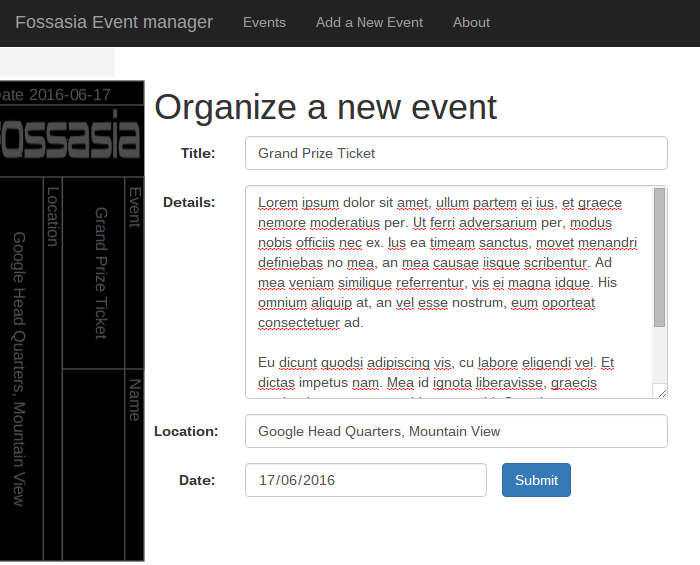 Fossasia Event manager Events Add a New Event About
Date 2016-06-17
Fossasia
Event
Grand Prize Ticket
Name
Location
Google Head Quarters, Mountain View
Organize a new event
Title: Grand Prize Ticket
Details: Lorem ipsum dolor sit amet, ullum partem ei ius, et graece
nemore moderatius per. Ut ferri adversarium per, modus
nobis officiis nec ex. Ius ea timeam sanctus, movet menandri
definiebas no mea, an mea causae iisque scribentur. Ad
mea veniam similique referrentur, vis ei magna idque. His
omnium aliquip at, an vel esse nostrum, eum oporteat
consectetuer ad.
Eu dicunt quodsi adipiscing vis, cu labore eligendi vel. Et
dictas impetus nam. Mea id ignota liberavisse, graecis
Location: Google Head Quarters, Mountain View
Date: 17/06/2016 Submit